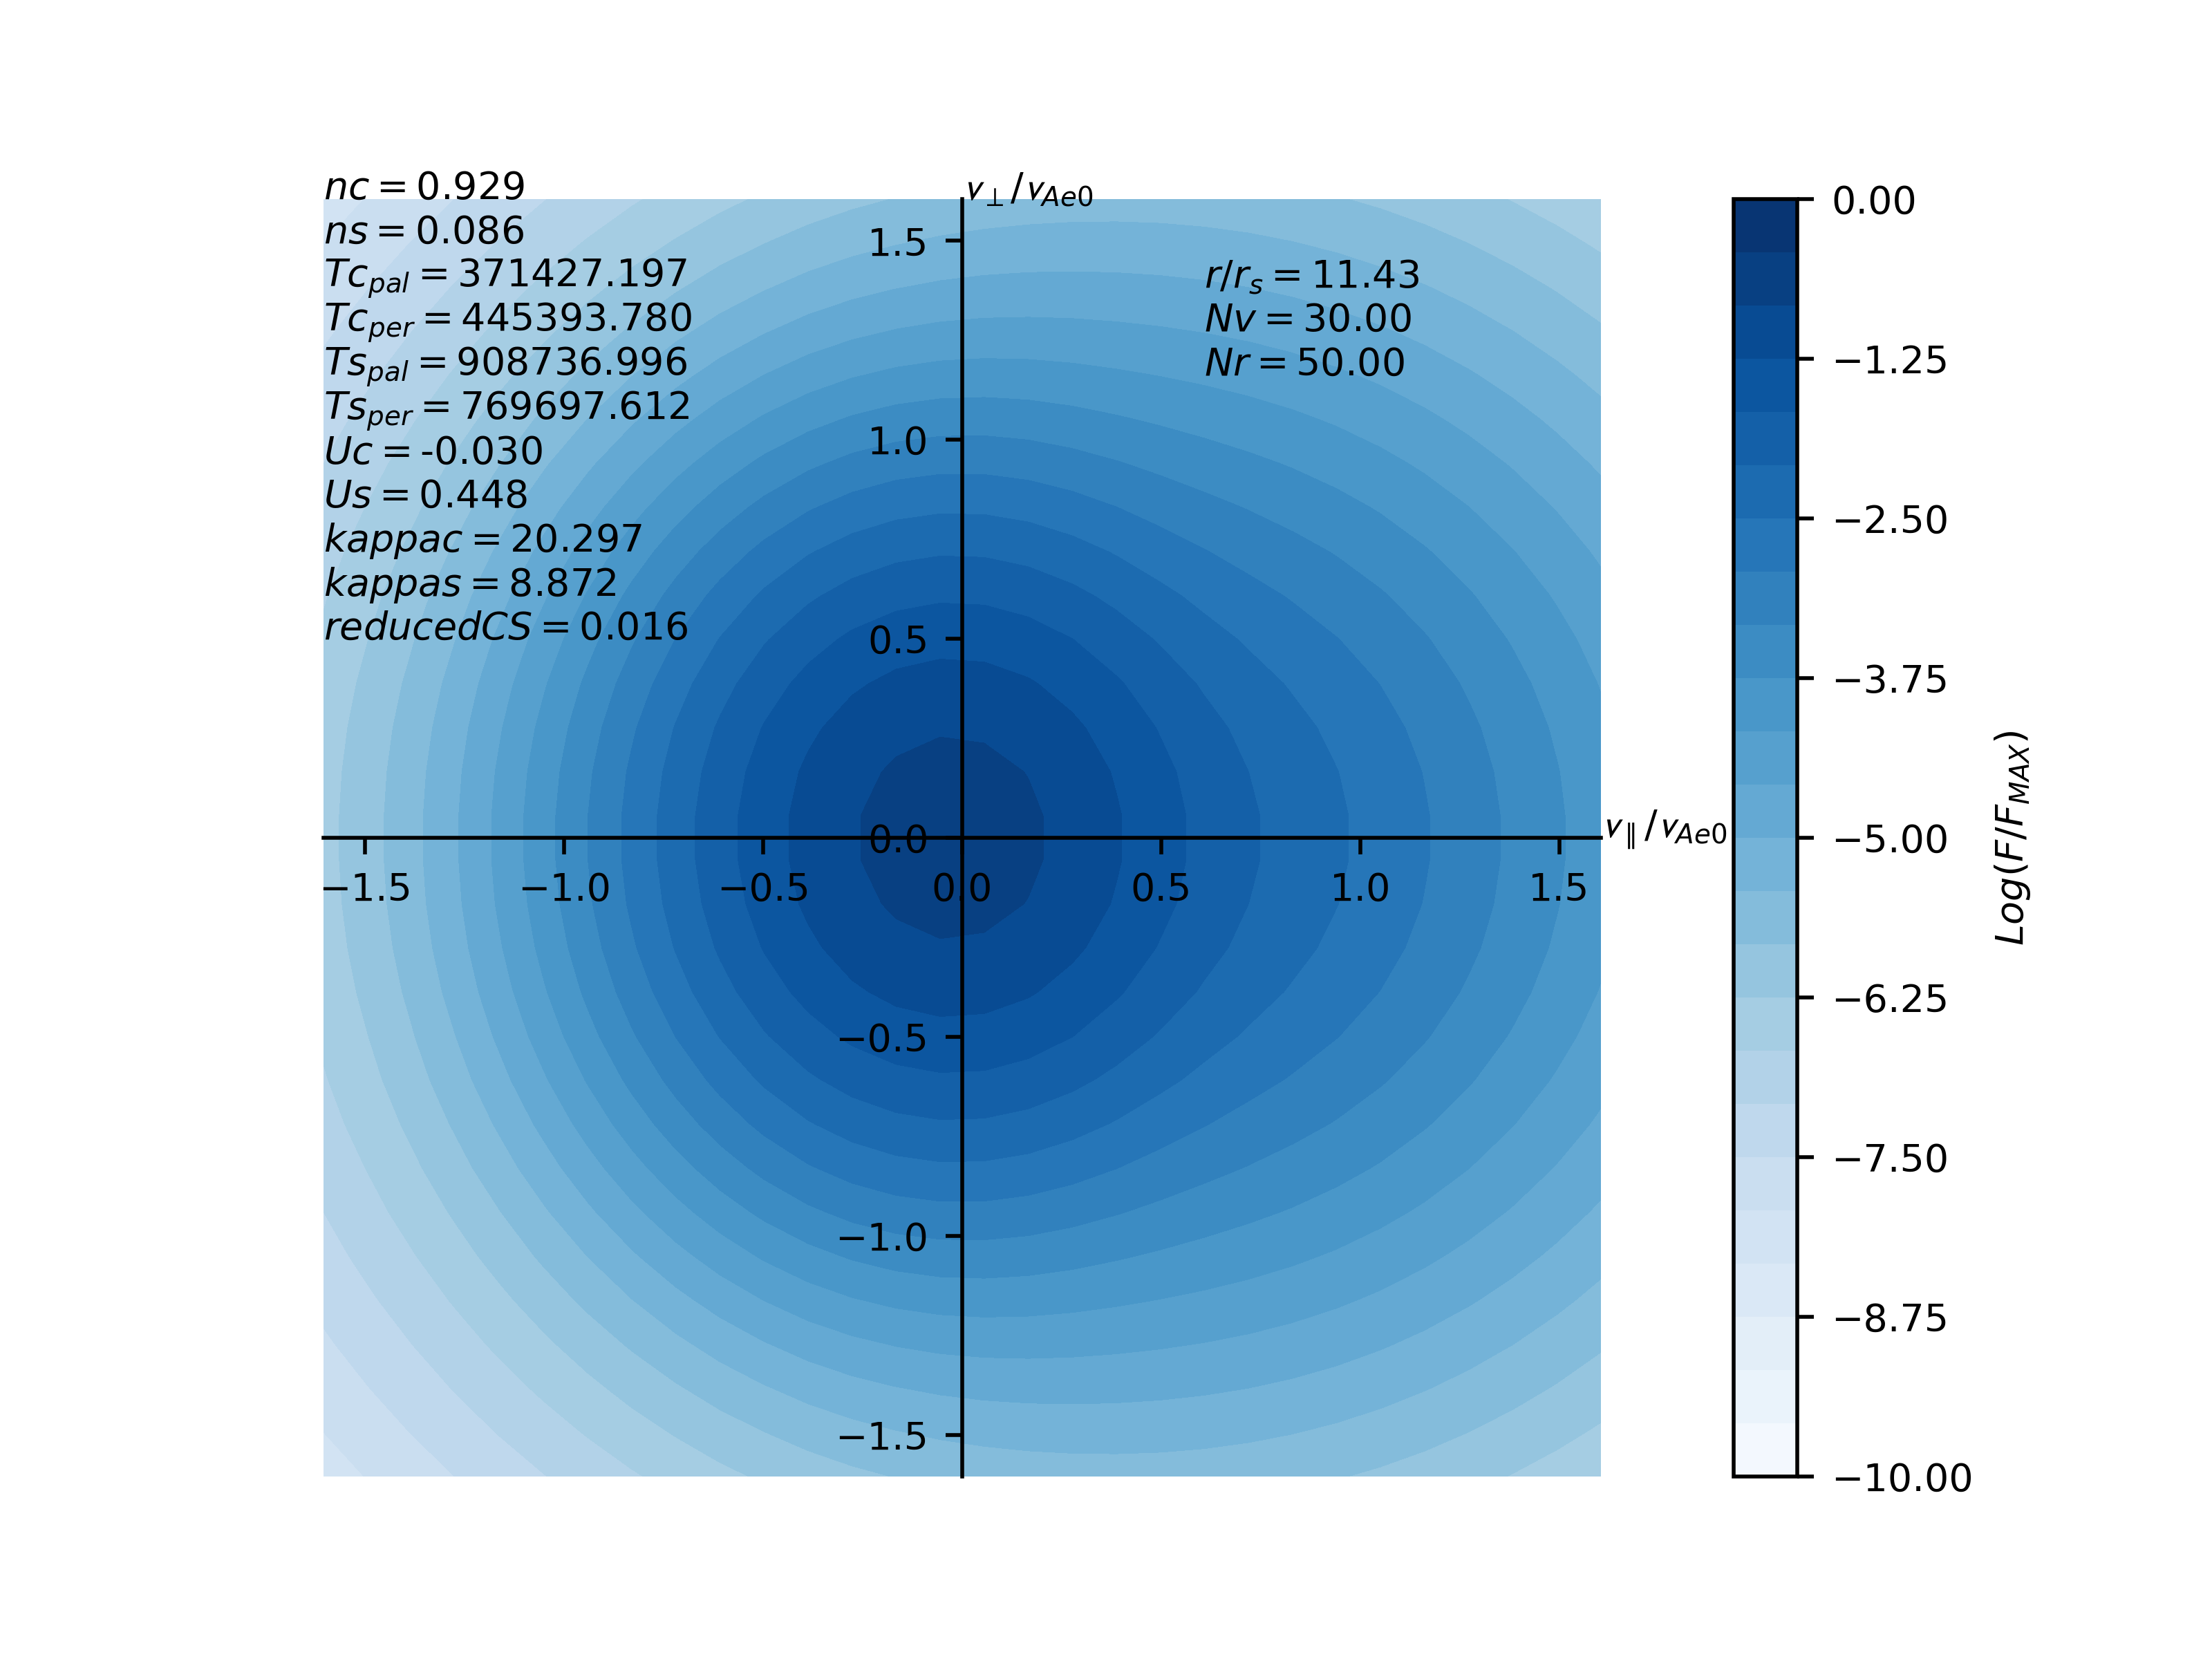 nc = 0.929
ns = 0.086
Tc_pal = 371427.197
Tc_per = 445393.780
Ts_pal = 908736.996
Ts_per = 769697.612
Uc = -0.030
Us = 0.448
kappac = 20.297
kappas = 8.872
reducedCS = 0.016
v⊥/v_Ae0
r/r_s = 11.43
Nv = 30.00
Nr = 50.00
1.5
1.0
0.5
0.0
−0.5
−1.0
−1.5
−1.5 −1.0 −0.5 0.0 0.5 1.0 1.5
v∥/v_Ae0
0.00
−1.25
−2.50
−3.75
−5.00
−6.25
−7.50
−8.75
−10.00
Log(F/F_MAX)